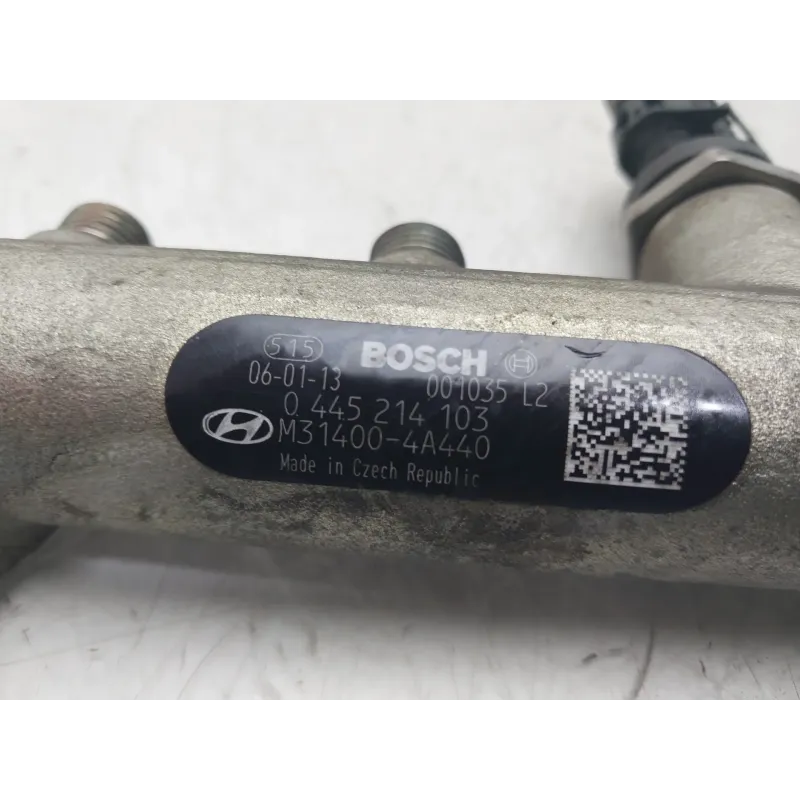 515 BOSCH
06-01-13 001035 L2
0 445 214 103
M31400-4A440
Made in Czech Republic